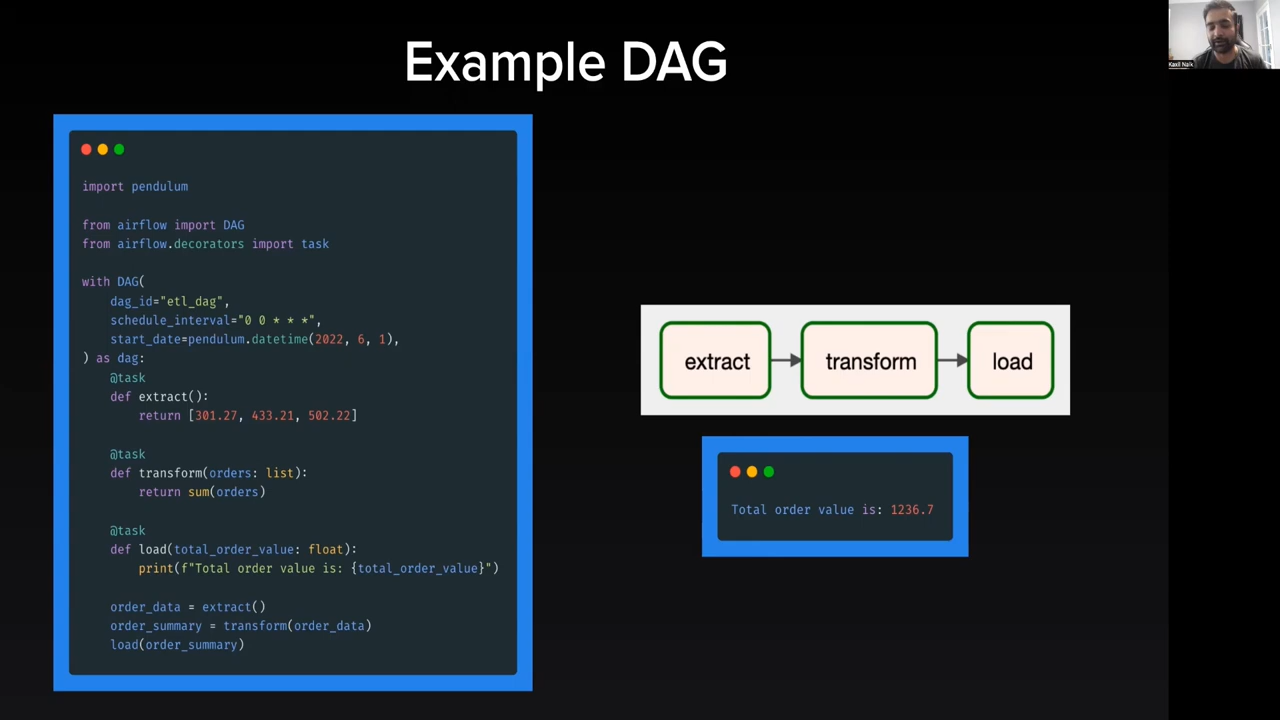 Example DAG
Kaxil Naik
import pendulum
from airflow import DAG
from airflow.decorators import task
with DAG(
    dag_id="etl_dag",
    schedule_interval="0 0 * * *",
    start_date=pendulum.datetime(2022, 6, 1),
) as dag:
    @task
    def extract():
        return [301.27, 433.21, 502.22]
    @task
    def transform(orders: list):
        return sum(orders)
    @task
    def load(total_order_value: float):
        print(f"Total order value is: {total_order_value}")
    order_data = extract()
    order_summary = transform(order_data)
    load(order_summary)
extract
transform
load
Total order value is: 1236.7